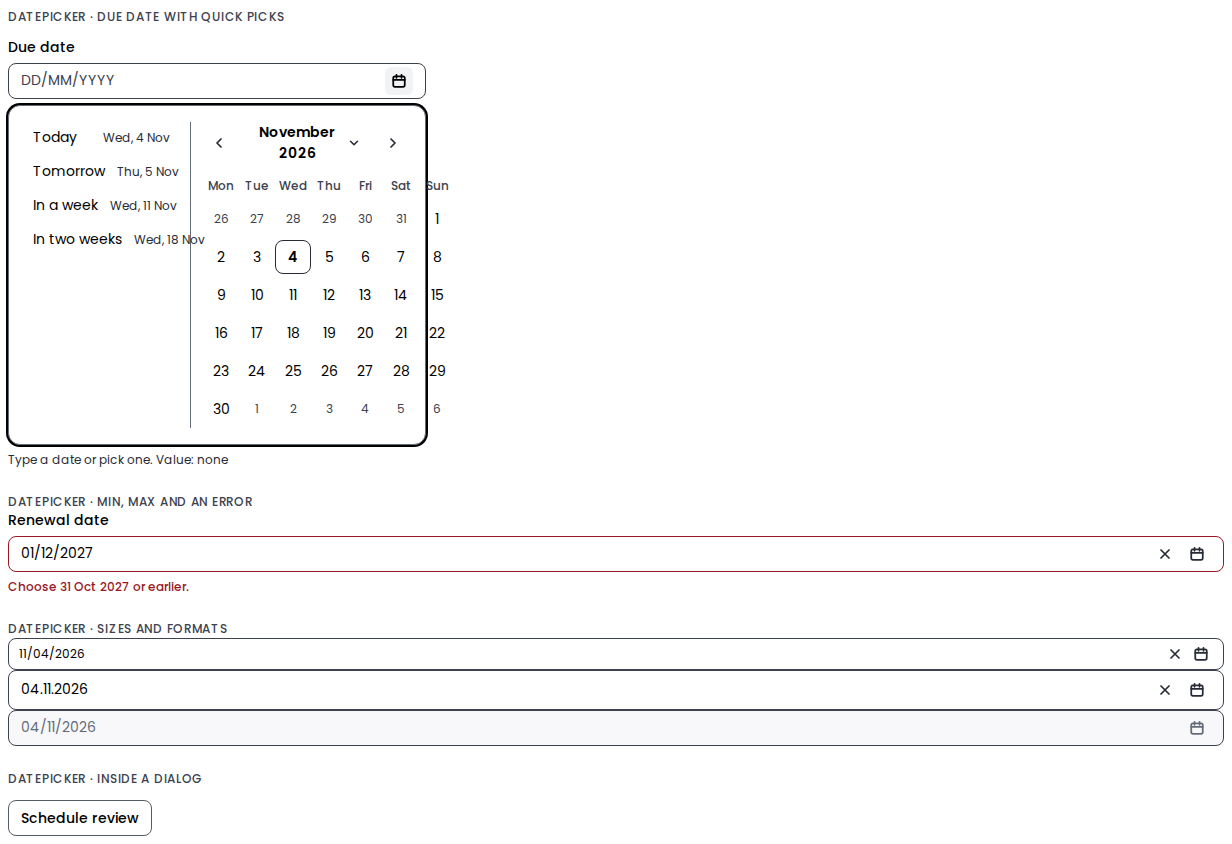 DATEPICKER · DUE DATE WITH QUICK PICKS
Due date
DD/MM/YYYY
Today Wed, 4 Nov
Tomorrow Thu, 5 Nov
In a week Wed, 11 Nov
In two weeks Wed, 18 Nov
November
2026
Mon Tue Wed Thu Fri Sat Sun
26 27 28 29 30 31 1
2 3 4 5 6 7 8
9 10 11 12 13 14 15
16 17 18 19 20 21 22
23 24 25 26 27 28 29
30 1 2 3 4 5 6
Type a date or pick one. Value: none
DATEPICKER · MIN, MAX AND AN ERROR
Renewal date
01/12/2027
Choose 31 Oct 2027 or earlier.
DATEPICKER · SIZES AND FORMATS
11/04/2026
04.11.2026
04/11/2026
DATEPICKER · INSIDE A DIALOG
Schedule review